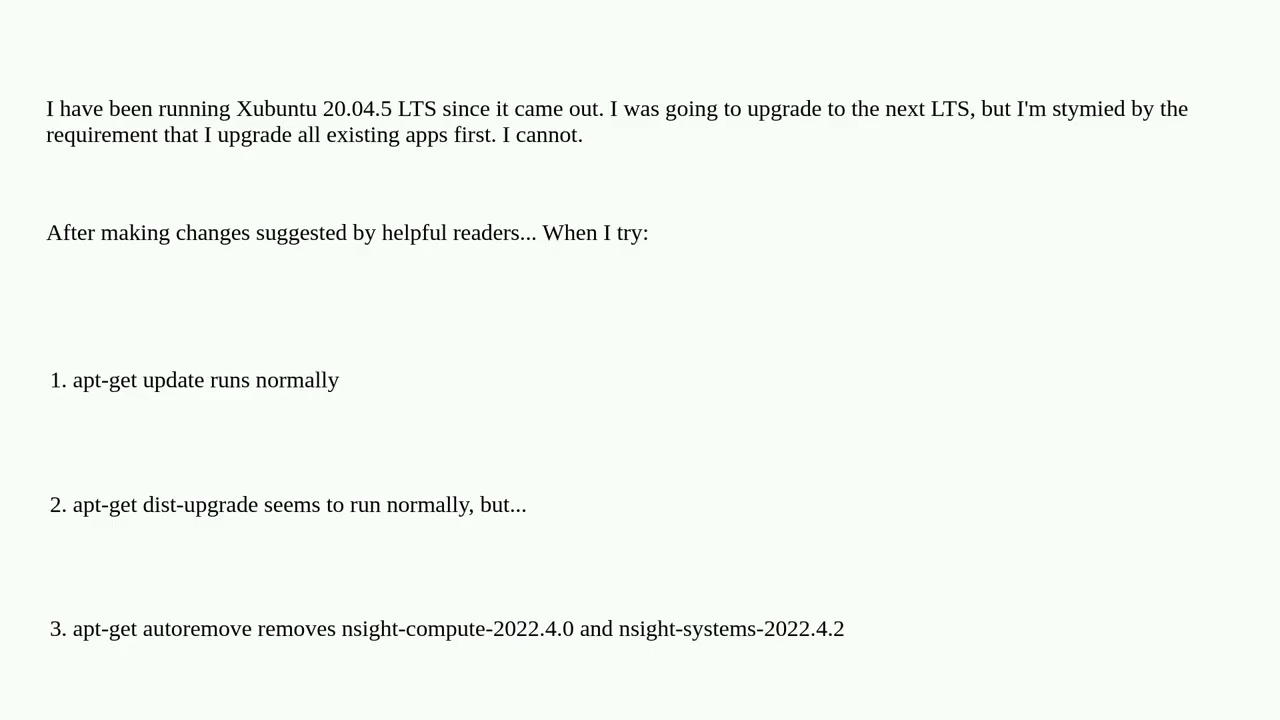 I have been running Xubuntu 20.04.5 LTS since it came out. I was going to upgrade to the next LTS, but I'm stymied by the
requirement that I upgrade all existing apps first. I cannot.
After making changes suggested by helpful readers... When I try:
1. apt-get update runs normally
2. apt-get dist-upgrade seems to run normally, but...
3. apt-get autoremove removes nsight-compute-2022.4.0 and nsight-systems-2022.4.2